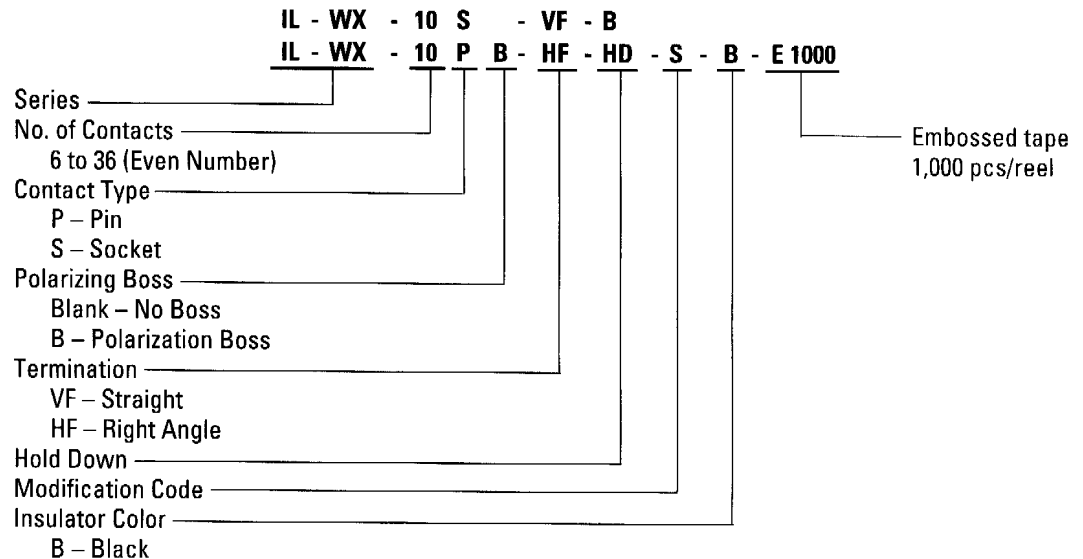 IL - WX - 10 S - VF - B
IL - WX - 10 P B - HF - HD - S - B - E 1000
Series
No. of Contacts
6 to 36 (Even Number)
Contact Type
P – Pin
S – Socket
Polarizing Boss
Blank – No Boss
B – Polarization Boss
Termination
VF – Straight
HF – Right Angle
Hold Down
Modification Code
Insulator Color
B – Black
Embossed tape
1,000 pcs/reel